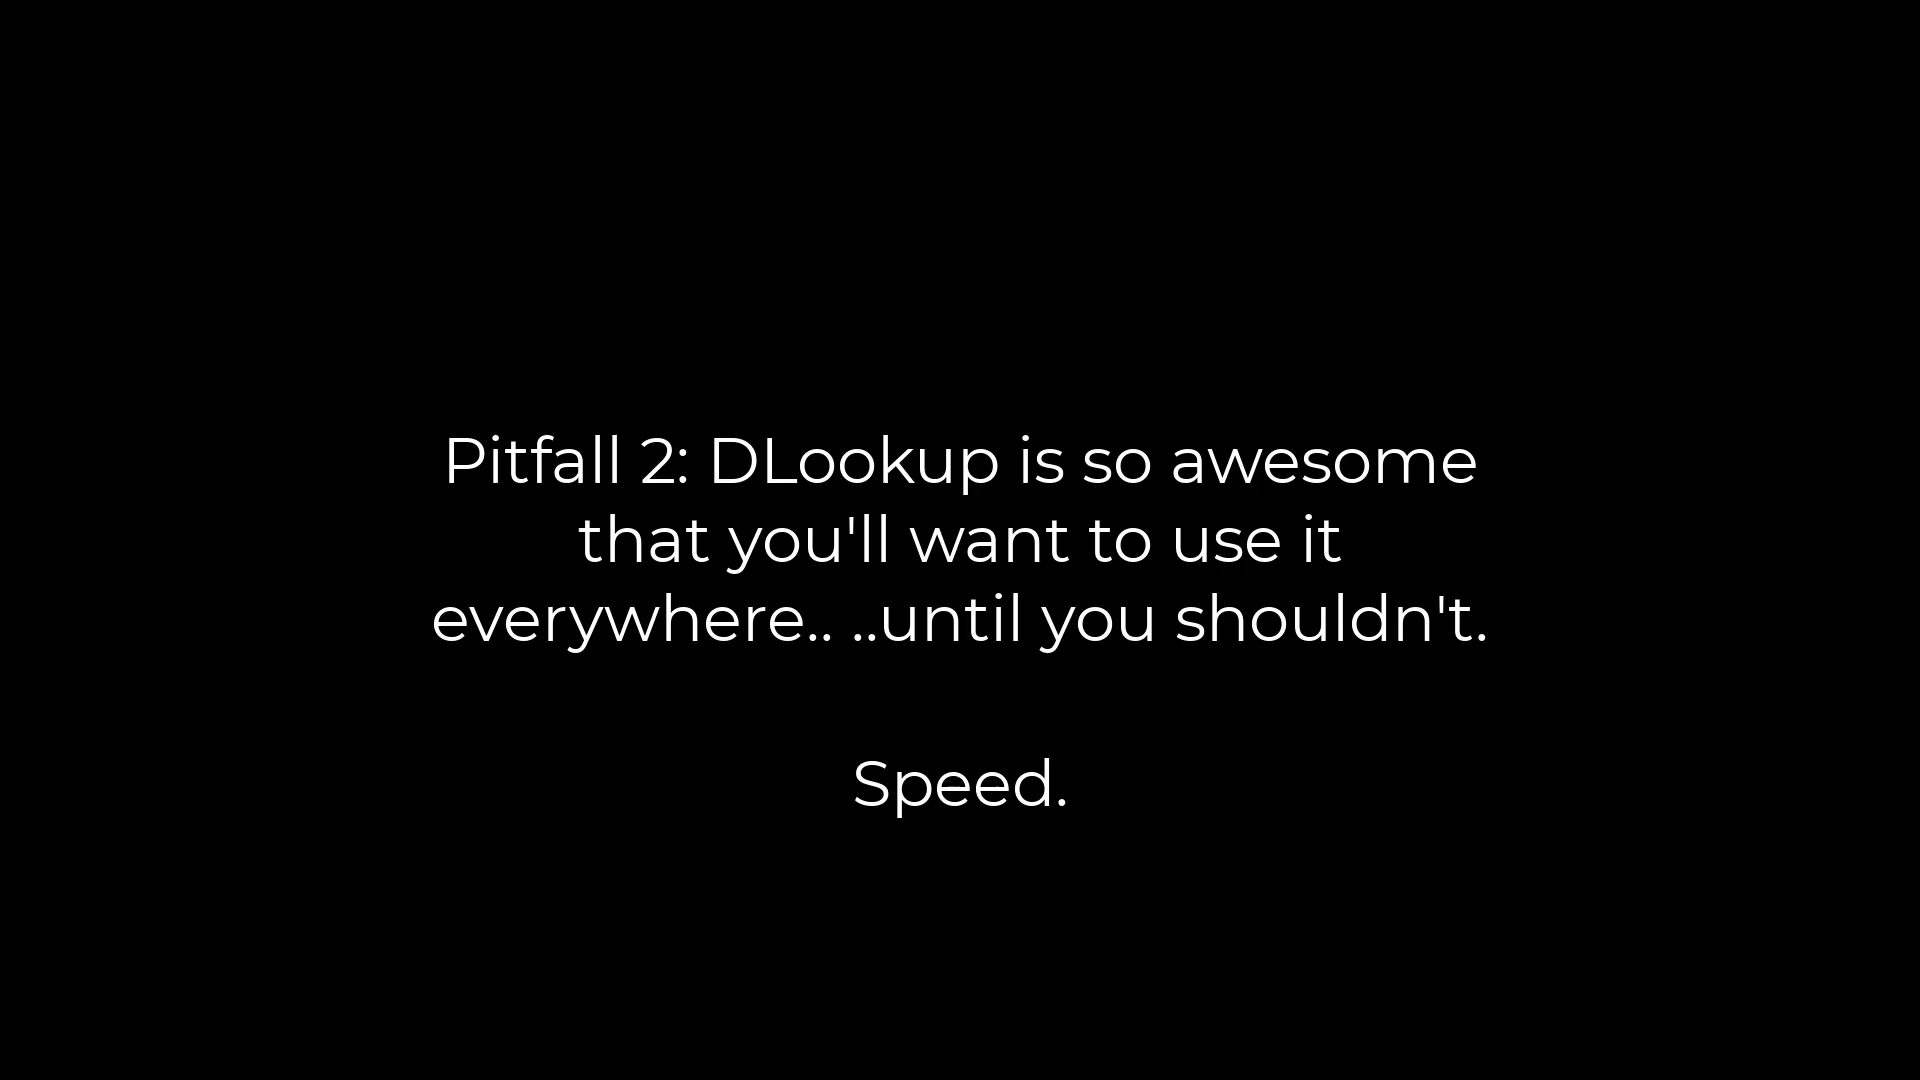 Pitfall 2: DLookup is so awesome
that you'll want to use it
everywhere.. ..until you shouldn't.
Speed.